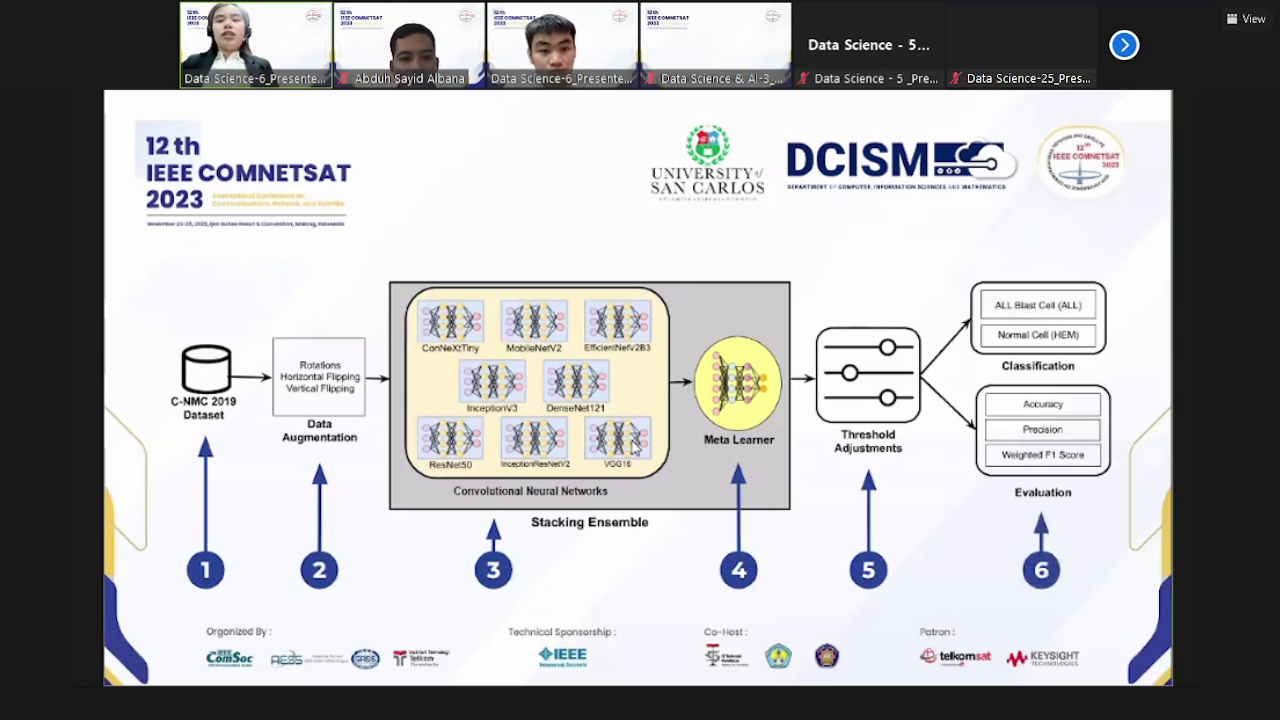 View
Data Science-6_Presente...
Abduh Sayid Albana
Data Science-6_Presente...
Data Science & AI-3_...
Data Science - 5...
Data Science - 5 _Pre...
Data Science-25_Pres...
12 th
IEEE COMNETSAT
2023
International Conference on
Communications, Network, and Satellite.
UNIVERSITY of
SAN CARLOS
DCISM
DEPARTMENT OF COMPUTER, INFORMATION SCIENCES AND MATHEMATICS
12th
IEEE COMNETSAT
2023
C-NMC 2019
Dataset
Rotations
Horizontal Flipping
Vertical Flipping
Data
Augmentation
ConNeXtTiny
MobileNetV2
EfficientNetV2B3
InceptionV3
DenseNet121
ResNet50
InceptionResNetV2
VGG16
Convolutional Neural Networks
Stacking Ensemble
Meta Learner
Threshold
Adjustments
ALL Blast Cell (ALL)
Normal Cell (HEM)
Classification
Accuracy
Precision
Weighted F1 Score
Evaluation
1
2
3
4
5
6
Organized By :
Technical Sponsorship :
Co-Host :
Patron :
IEEE
ComSoc
AESS
GRSS
Institut Teknologi
Telkom
Purwokerto
IEEE
telkomsat
KEYSIGHT
TECHNOLOGIES